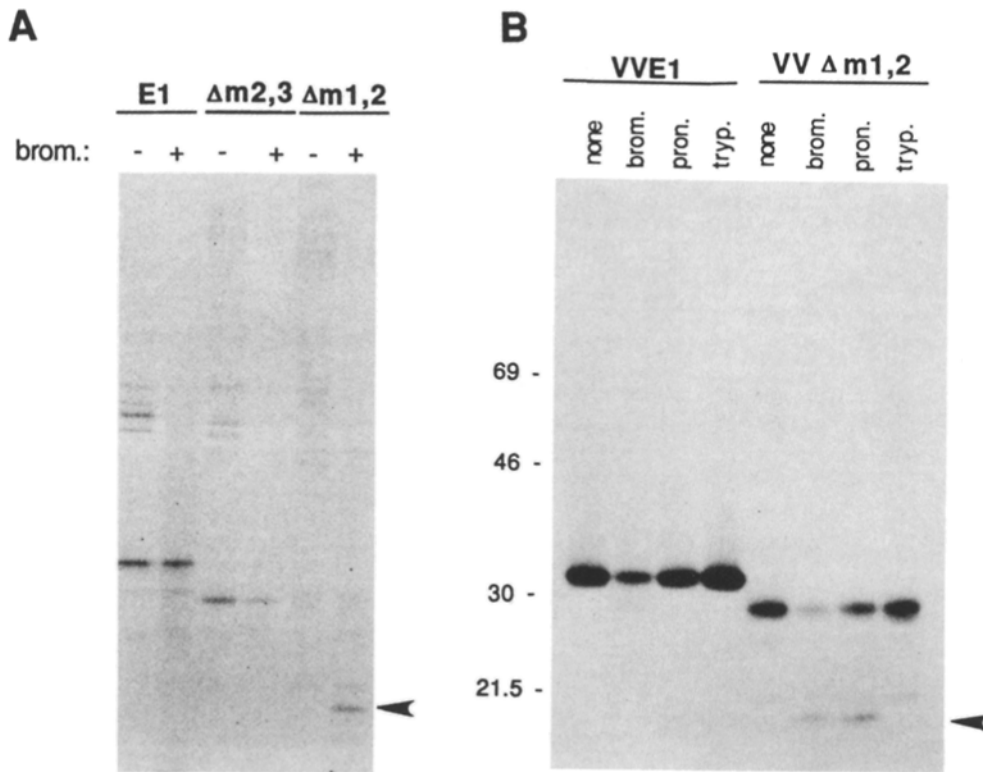 A
E1 Δm2,3 Δm1,2
brom.: - + - + - +
B
VVE1 VV Δm1,2
none brom. pron. tryp. none brom. pron. tryp.
69 -
46 -
30 -
21.5 -